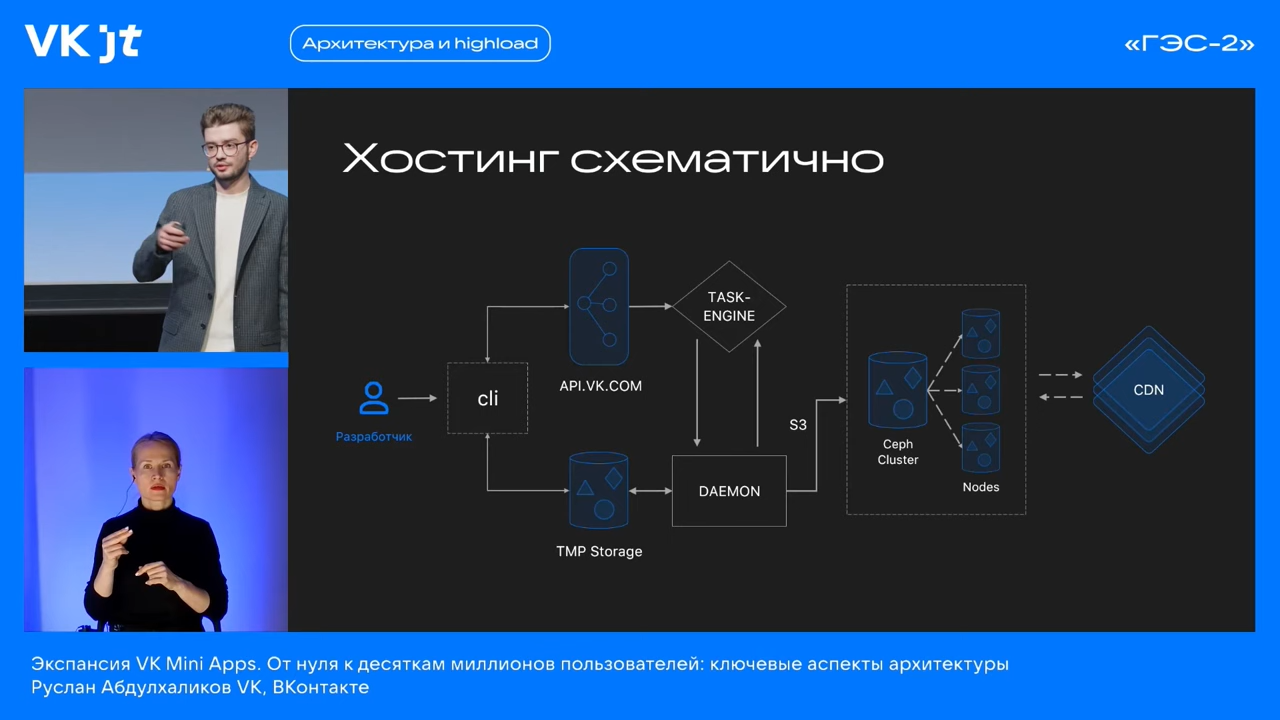 VK jt
Архитектура и highload
«ГЭС-2»
Хостинг схематично
TASK-
ENGINE
API.VK.COM
cli
Разработчик
CDN
S3
Ceph
Cluster
Nodes
DAEMON
TMP Storage
Экспансия VK Mini Apps. От нуля к десяткам миллионов пользователей: ключевые аспекты архитектуры
Руслан Абдулхаликов VK, ВКонтакте